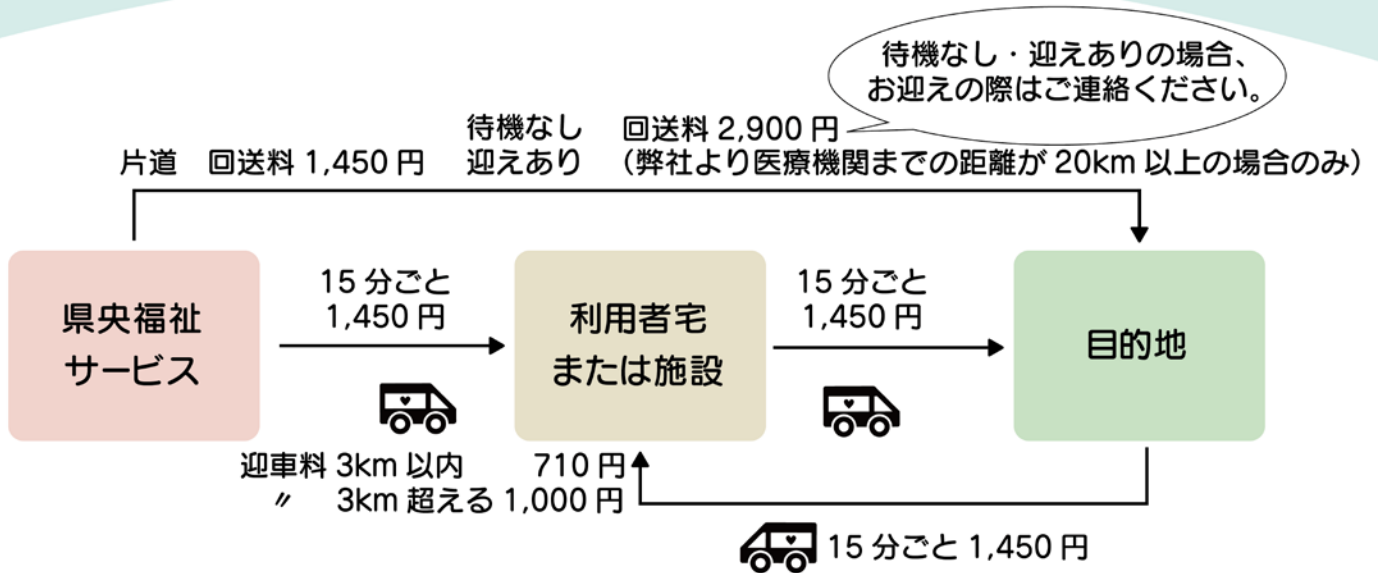 待機なし・迎えありの場合、
お迎えの際はご連絡ください。
待機なし 回送料 2,900 円
片道 回送料 1,450 円 迎えあり （弊社より医療機関までの距離が 20km 以上の場合のみ）
県央福祉
サービス
15 分ごと
1,450 円
利用者宅
または施設
15 分ごと
1,450 円
目的地
迎車料 3km 以内 710 円
〃 3km 超える 1,000 円
15 分ごと 1,450 円